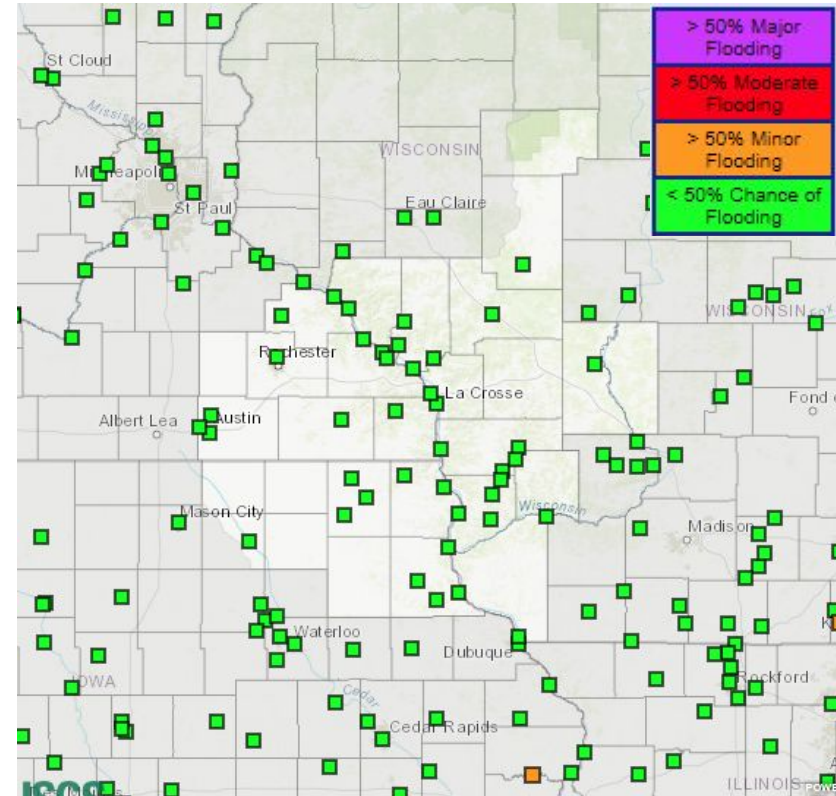 > 50% Major
Flooding
> 50% Moderate
Flooding
> 50% Minor
Flooding
< 50% Chance of
Flooding
St Cloud
Mississippi
WISCONSIN
St Paul
Eau Claire
WISCONSIN
Rochester
La Crosse
Fond
Albert Lea
Austin
Mason City
Wisconsin
Madison
Waterloo
Dubuque
IOWA
Rockford
Cedar
Cedar Rapids
ILLINOIS